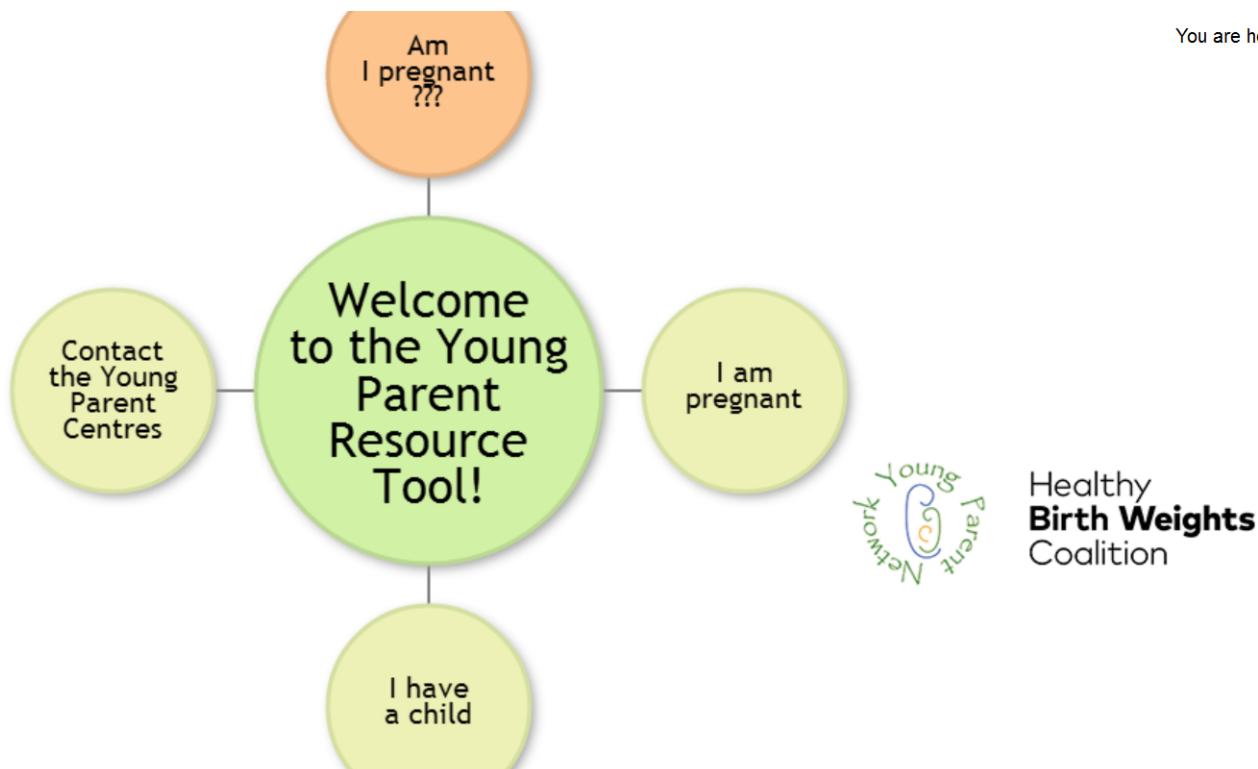 Am
I pregnant
???
You are h
Welcome
to the Young
Parent
Resource
Tool!
Contact
the Young
Parent
Centres
I am
pregnant
Young Parent Network
Healthy
Birth Weights
Coalition
I have
a child